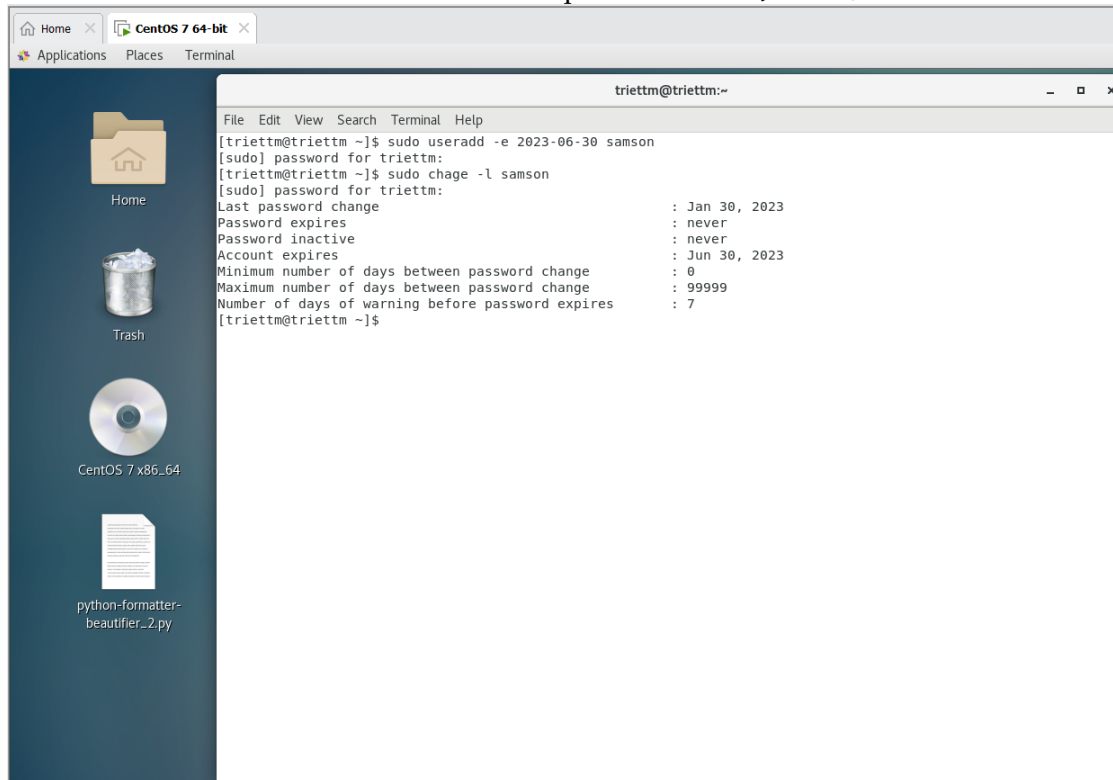 Home
CentOS 7 64-bit
Applications Places Terminal
triettm@triettm:~
File Edit View Search Terminal Help
[triettm@triettm ~]$ sudo useradd -e 2023-06-30 samson
[sudo] password for triettm:
[triettm@triettm ~]$ sudo chage -l samson
[sudo] password for triettm:
Last password change : Jan 30, 2023
Password expires : never
Password inactive : never
Account expires : Jun 30, 2023
Minimum number of days between password change : 0
Maximum number of days between password change : 99999
Number of days of warning before password expires : 7
[triettm@triettm ~]$
Home
Trash
CentOS 7 x86_64
python-formatter-
beautifier_2.py